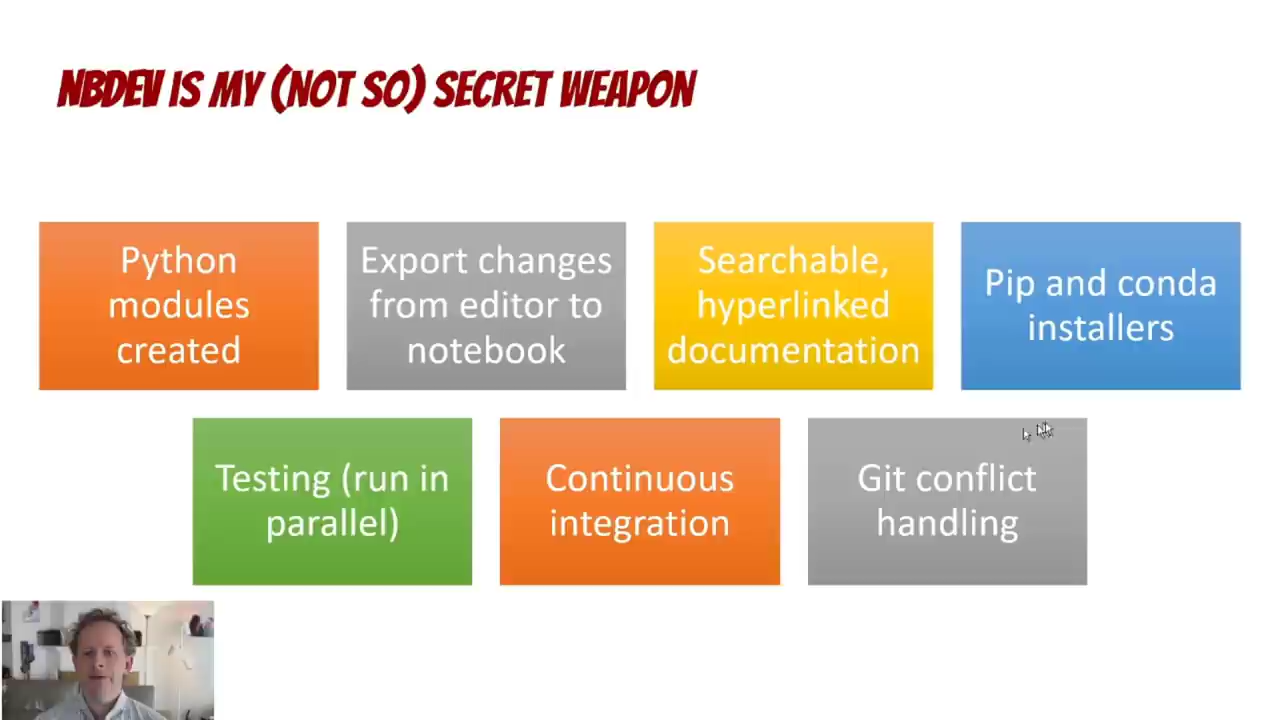 NBDEV IS MY (NOT SO) SECRET WEAPON
Python
modules
created
Export changes
from editor to
notebook
Searchable,
hyperlinked
documentation
Pip and conda
installers
Testing (run in
parallel)
Continuous
integration
Git conflict
handling